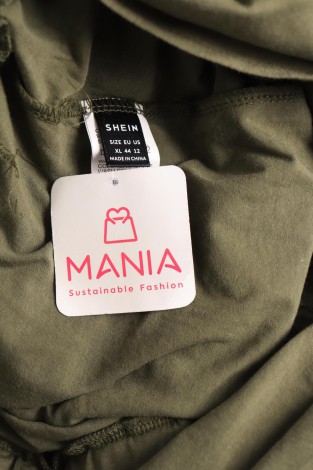 SHEIN
SIZE EU US
XL 44 12
MADE IN CHINA
MANIA
Sustainable Fashion